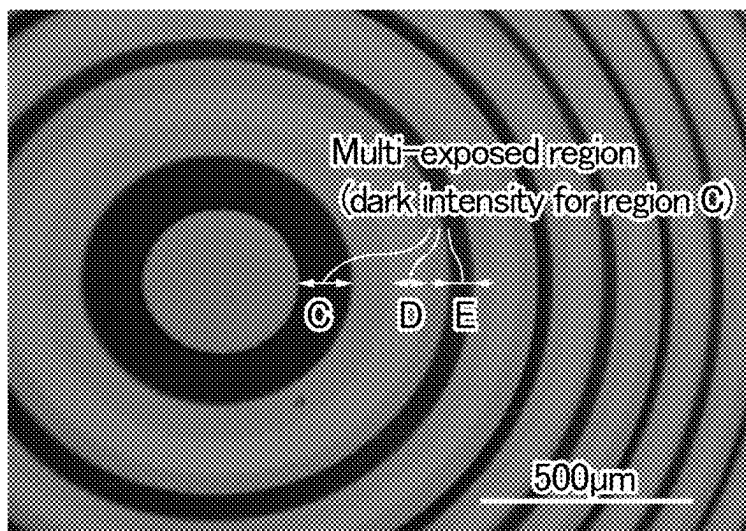 Multi-exposed region
(dark intensity for region C)
C D E
500μm